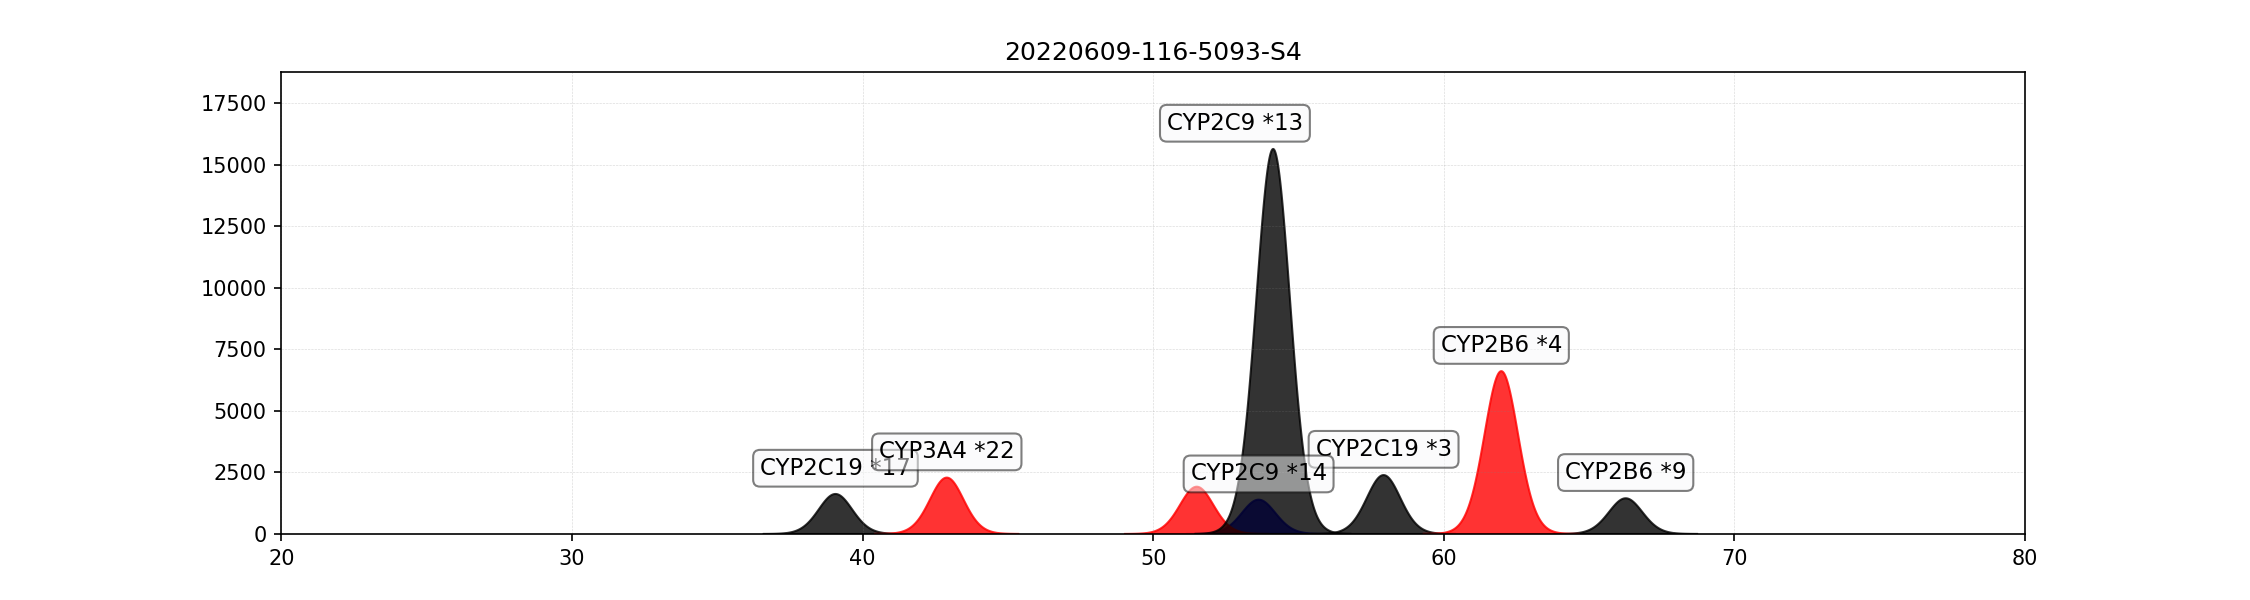 20220609-116-5093-S4
17500
15000
12500
10000
7500
5000
2500
0
CYP2C9 *13
CYP2B6 *4
CYP3A4 *22
CYP2C19 *3
CYP2C19 *17
CYP2C9 *14
CYP2B6 *9
20 30 40 50 60 70 80